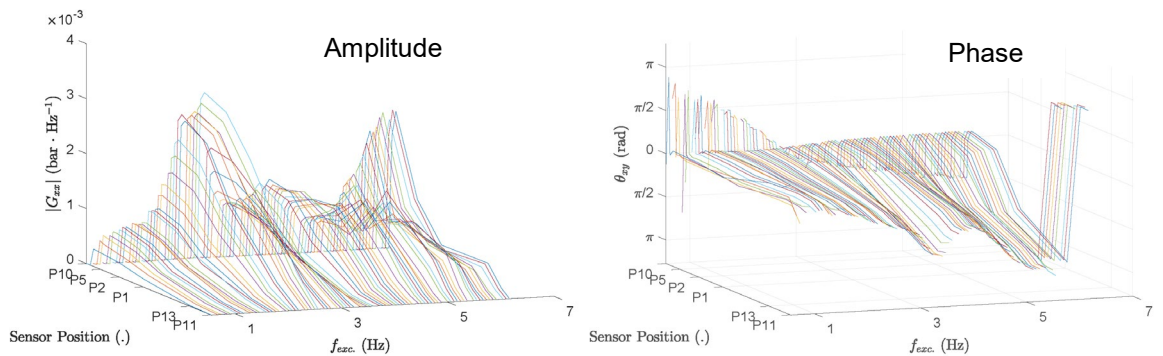 ×10⁻³
Amplitude
4
3
2
1
0
|Gₓₓ| (bar · Hz⁻¹)
P10
P5
P2
P1
P13
P11
Sensor Position (.)
1
3
5
7
f_exc. (Hz)
Phase
π
π/2
0
π/2
π
θ_xy (rad)
P10
P5
P2
P1
P13
P11
Sensor Position (.)
1
3
5
7
f_exc. (Hz)